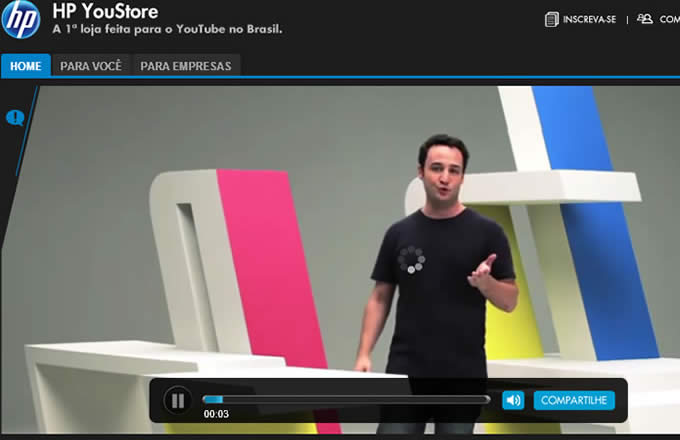 hp
HP YouStore
A 1ª loja feita para o YouTube no Brasil.
INSCREVA-SE | COM
HOME
PARA VOCÊ
PARA EMPRESAS
00:03
COMPARTILHE